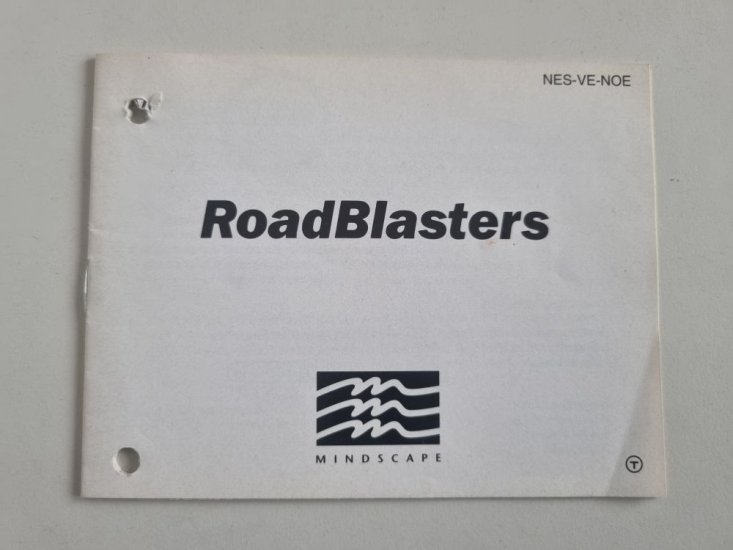 NES-VE-NOE
RoadBlasters
MINDSCAPE
T